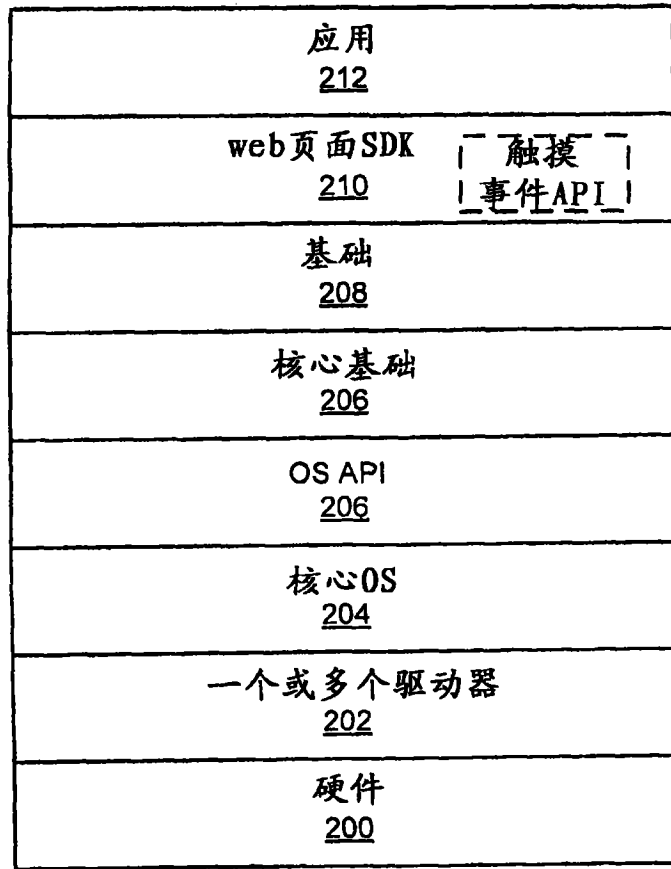 应用
212
web页面SDK
210
触摸
事件API
基础
208
核心基础
206
OS API
206
核心OS
204
一个或多个驱动器
202
硬件
200